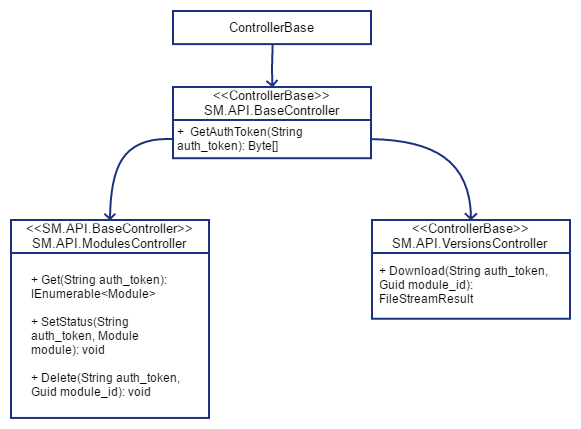 ControllerBase
<<ControllerBase>>
SM.API.BaseController
+ GetAuthToken(String
auth_token): Byte[]
<<SM.API.BaseController>>
SM.API.ModulesController
+ Get(String auth_token):
IEnumerable<Module>
+ SetStatus(String
auth_token, Module
module): void
+ Delete(String auth_token,
Guid module_id): void
<<ControllerBase>>
SM.API.VersionsController
+ Download(String auth_token,
Guid module_id):
FileStreamResult